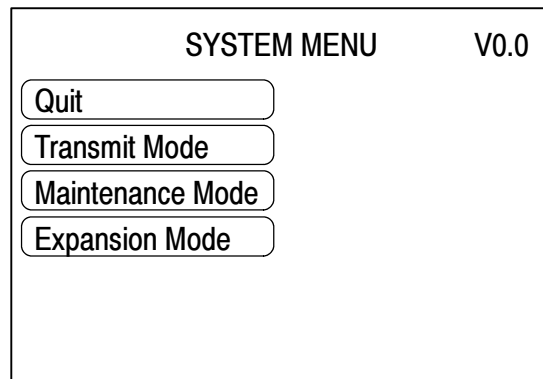 SYSTEM MENU V0.0
Quit
Transmit Mode
Maintenance Mode
Expansion Mode